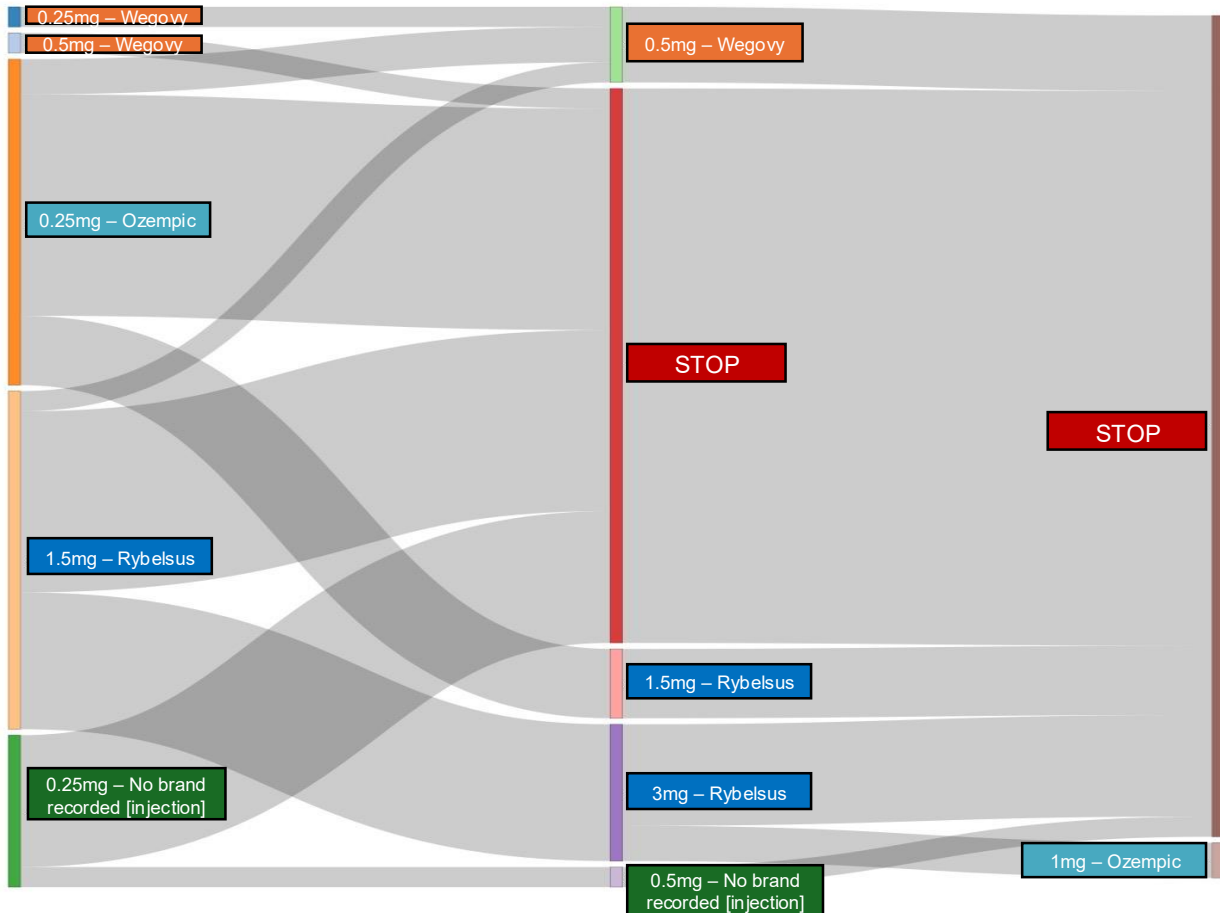 0.25mg – Wegovy
0.5mg – Wegovy
0.25mg – Ozempic
1.5mg – Rybelsus
0.25mg – No brand
recorded [injection]
0.5mg – Wegovy
STOP
1.5mg – Rybelsus
3mg – Rybelsus
0.5mg – No brand
recorded [injection]
STOP
1mg – Ozempic